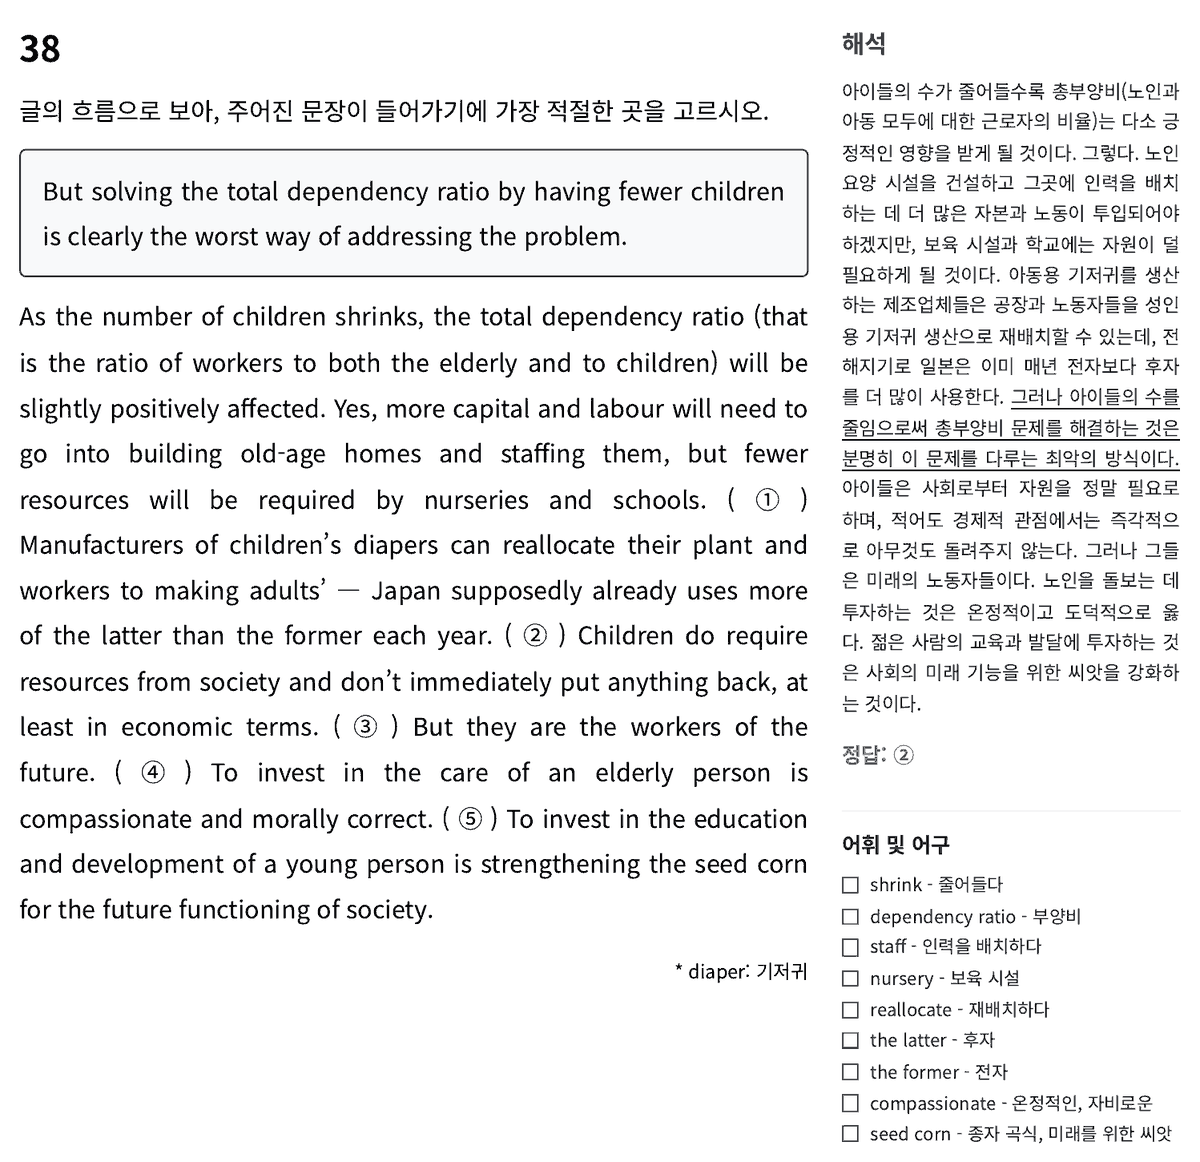 38
글의 흐름으로 보아, 주어진 문장이 들어가기에 가장 적절한 곳을 고르시오.
But solving the total dependency ratio by having fewer children
is clearly the worst way of addressing the problem.
As the number of children shrinks, the total dependency ratio (that
is the ratio of workers to both the elderly and to children) will be
slightly positively affected. Yes, more capital and labour will need to
go into building old-age homes and staffing them, but fewer
resources will be required by nurseries and schools. ( ① )
Manufacturers of children’s diapers can reallocate their plant and
workers to making adults’ — Japan supposedly already uses more
of the latter than the former each year. ( ② ) Children do require
resources from society and don’t immediately put anything back, at
least in economic terms. ( ③ ) But they are the workers of the
future. ( ④ ) To invest in the care of an elderly person is
compassionate and morally correct. ( ⑤ ) To invest in the education
and development of a young person is strengthening the seed corn
for the future functioning of society.
* diaper: 기저귀
해석
아이들의 수가 줄어들수록 총부양비(노인과
아동 모두에 대한 근로자의 비율)는 다소 긍
정적인 영향을 받게 될 것이다. 그렇다. 노인
요양 시설을 건설하고 그곳에 인력을 배치
하는 데 더 많은 자본과 노동이 투입되어야
하겠지만, 보육 시설과 학교에는 자원이 덜
필요하게 될 것이다. 아동용 기저귀를 생산
하는 제조업체들은 공장과 노동자들을 성인
용 기저귀 생산으로 재배치할 수 있는데, 전
해지기로 일본은 이미 매년 전자보다 후자
를 더 많이 사용한다. 그러나 아이들의 수를
줄임으로써 총부양비 문제를 해결하는 것은
분명히 이 문제를 다루는 최악의 방식이다.
아이들은 사회로부터 자원을 정말 필요로
하며, 적어도 경제적 관점에서는 즉각적으
로 아무것도 돌려주지 않는다. 그러나 그들
은 미래의 노동자들이다. 노인을 돌보는 데
투자하는 것은 온정적이고 도덕적으로 옳
다. 젊은 사람의 교육과 발달에 투자하는 것
은 사회의 미래 기능을 위한 씨앗을 강화하
는 것이다.
정답: ②
어휘 및 어구
☐ shrink - 줄어들다
☐ dependency ratio - 부양비
☐ staff - 인력을 배치하다
☐ nursery - 보육 시설
☐ reallocate - 재배치하다
☐ the latter - 후자
☐ the former - 전자
☐ compassionate - 온정적인, 자비로운
☐ seed corn - 종자 곡식, 미래를 위한 씨앗